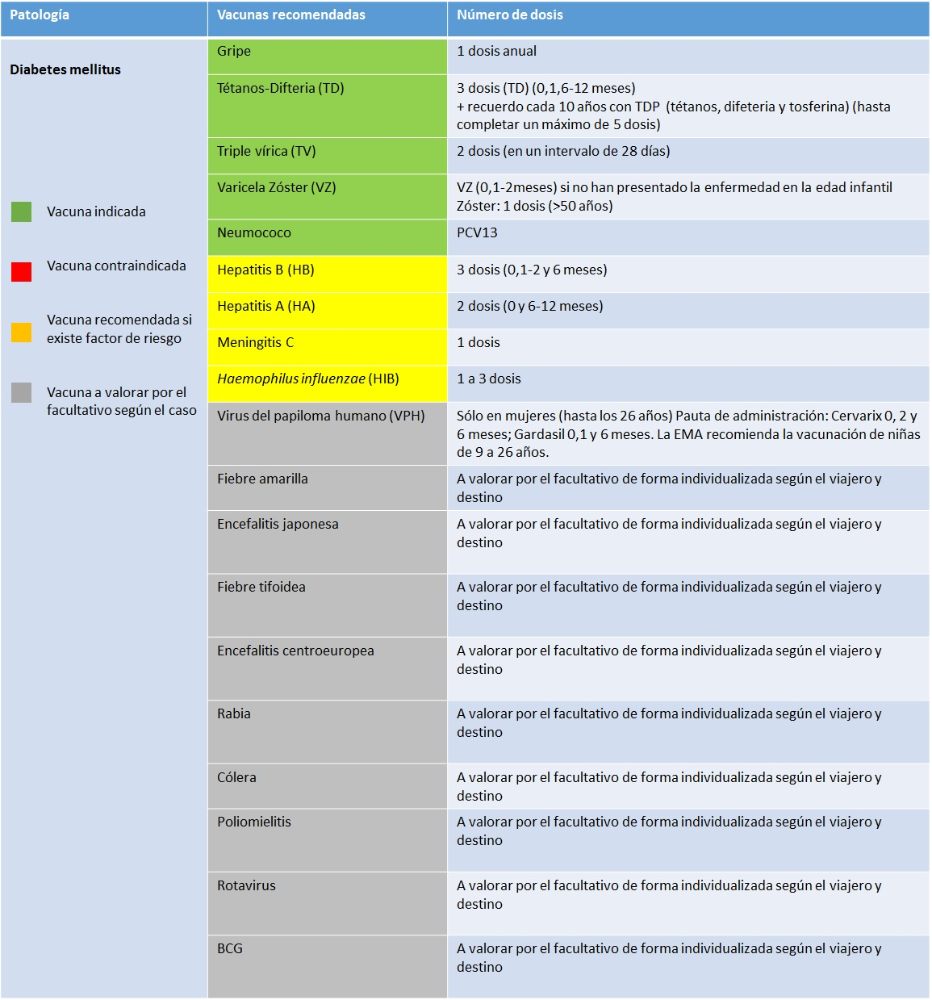 Patología
Vacunas recomendadas
Número de dosis
Diabetes mellitus
Vacuna indicada
Vacuna contraindicada
Vacuna recomendada si
existe factor de riesgo
Vacuna a valorar por el
facultativo según el caso
Gripe
1 dosis anual
Tétanos-Difteria (TD)
3 dosis (TD) (0,1,6-12 meses)
+ recuerdo cada 10 años con TDP (tétanos, difeteria y tosferina) (hasta
completar un máximo de 5 dosis)
Triple vírica (TV)
2 dosis (en un intervalo de 28 días)
Varicela Zóster (VZ)
VZ (0,1-2meses) si no han presentado la enfermedad en la edad infantil
Zóster: 1 dosis (>50 años)
Neumococo
PCV13
Hepatitis B (HB)
3 dosis (0,1-2 y 6 meses)
Hepatitis A (HA)
2 dosis (0 y 6-12 meses)
Meningitis C
1 dosis
Haemophilus influenzae (HIB)
1 a 3 dosis
Virus del papiloma humano (VPH)
Sólo en mujeres (hasta los 26 años) Pauta de administración: Cervarix 0, 2 y
6 meses; Gardasil 0,1 y 6 meses. La EMA recomienda la vacunación de niñas
de 9 a 26 años.
Fiebre amarilla
A valorar por el facultativo de forma individualizada según el viajero y
destino
Encefalitis japonesa
A valorar por el facultativo de forma individualizada según el viajero y
destino
Fiebre tifoidea
A valorar por el facultativo de forma individualizada según el viajero y
destino
Encefalitis centroeuropea
A valorar por el facultativo de forma individualizada según el viajero y
destino
Rabia
A valorar por el facultativo de forma individualizada según el viajero y
destino
Cólera
A valorar por el facultativo de forma individualizada según el viajero y
destino
Poliomielitis
A valorar por el facultativo de forma individualizada según el viajero y
destino
Rotavirus
A valorar por el facultativo de forma individualizada según el viajero y
destino
BCG
A valorar por el facultativo de forma individualizada según el viajero y
destino